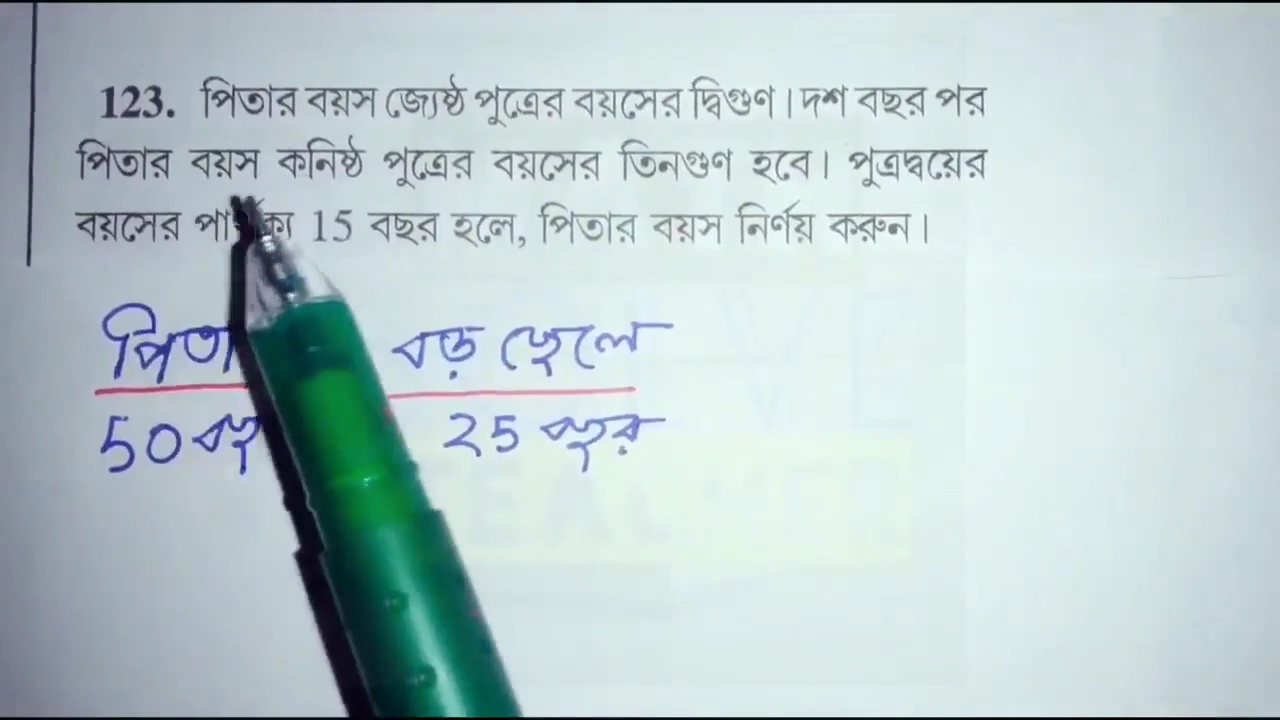 123. পিতার বয়স জ্যেষ্ঠ পুত্রের বয়সের দ্বিগুণ। দশ বছর পর
পিতার বয়স কনিষ্ঠ পুত্রের বয়সের তিনগুণ হবে। পুত্রদ্বয়ের
বয়সের 15 বছর হলে, পিতার বয়স নির্ণয় করুন।
পিতা বড় ছেলে
50 25 বছর